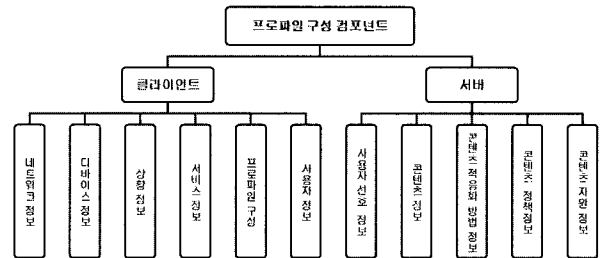 프로파일 구성 컴포넌트
클라이언트
서버
네트워크 정보
디바이스 정보
상황 정보
서비스 정보
프로파일 구성
사용자 정보
사용자 선호 정보
콘텐츠 정보
콘텐츠 적응화 방법 정보
콘텐츠 정책정보
콘텐츠 자원 정보